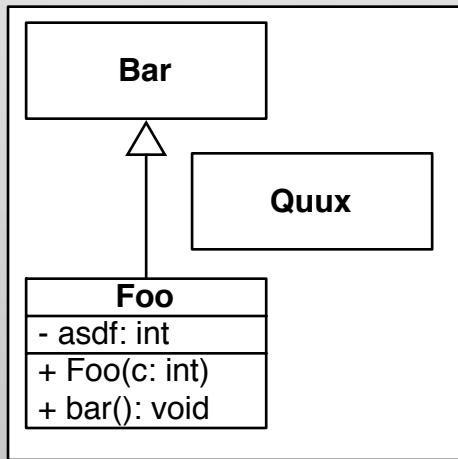 Bar
Quux
Foo
- asdf: int
+ Foo(c: int)
+ bar(): void